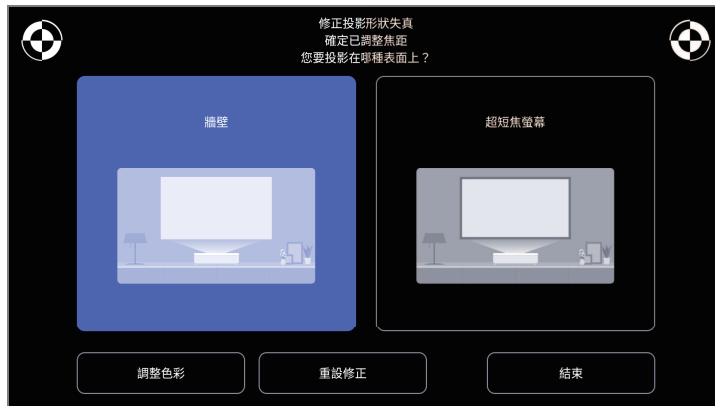 修正投影形狀失真
確定已調整焦距
您要投影在哪種表面上？
牆壁
超短焦螢幕
調整色彩
重設修正
結束